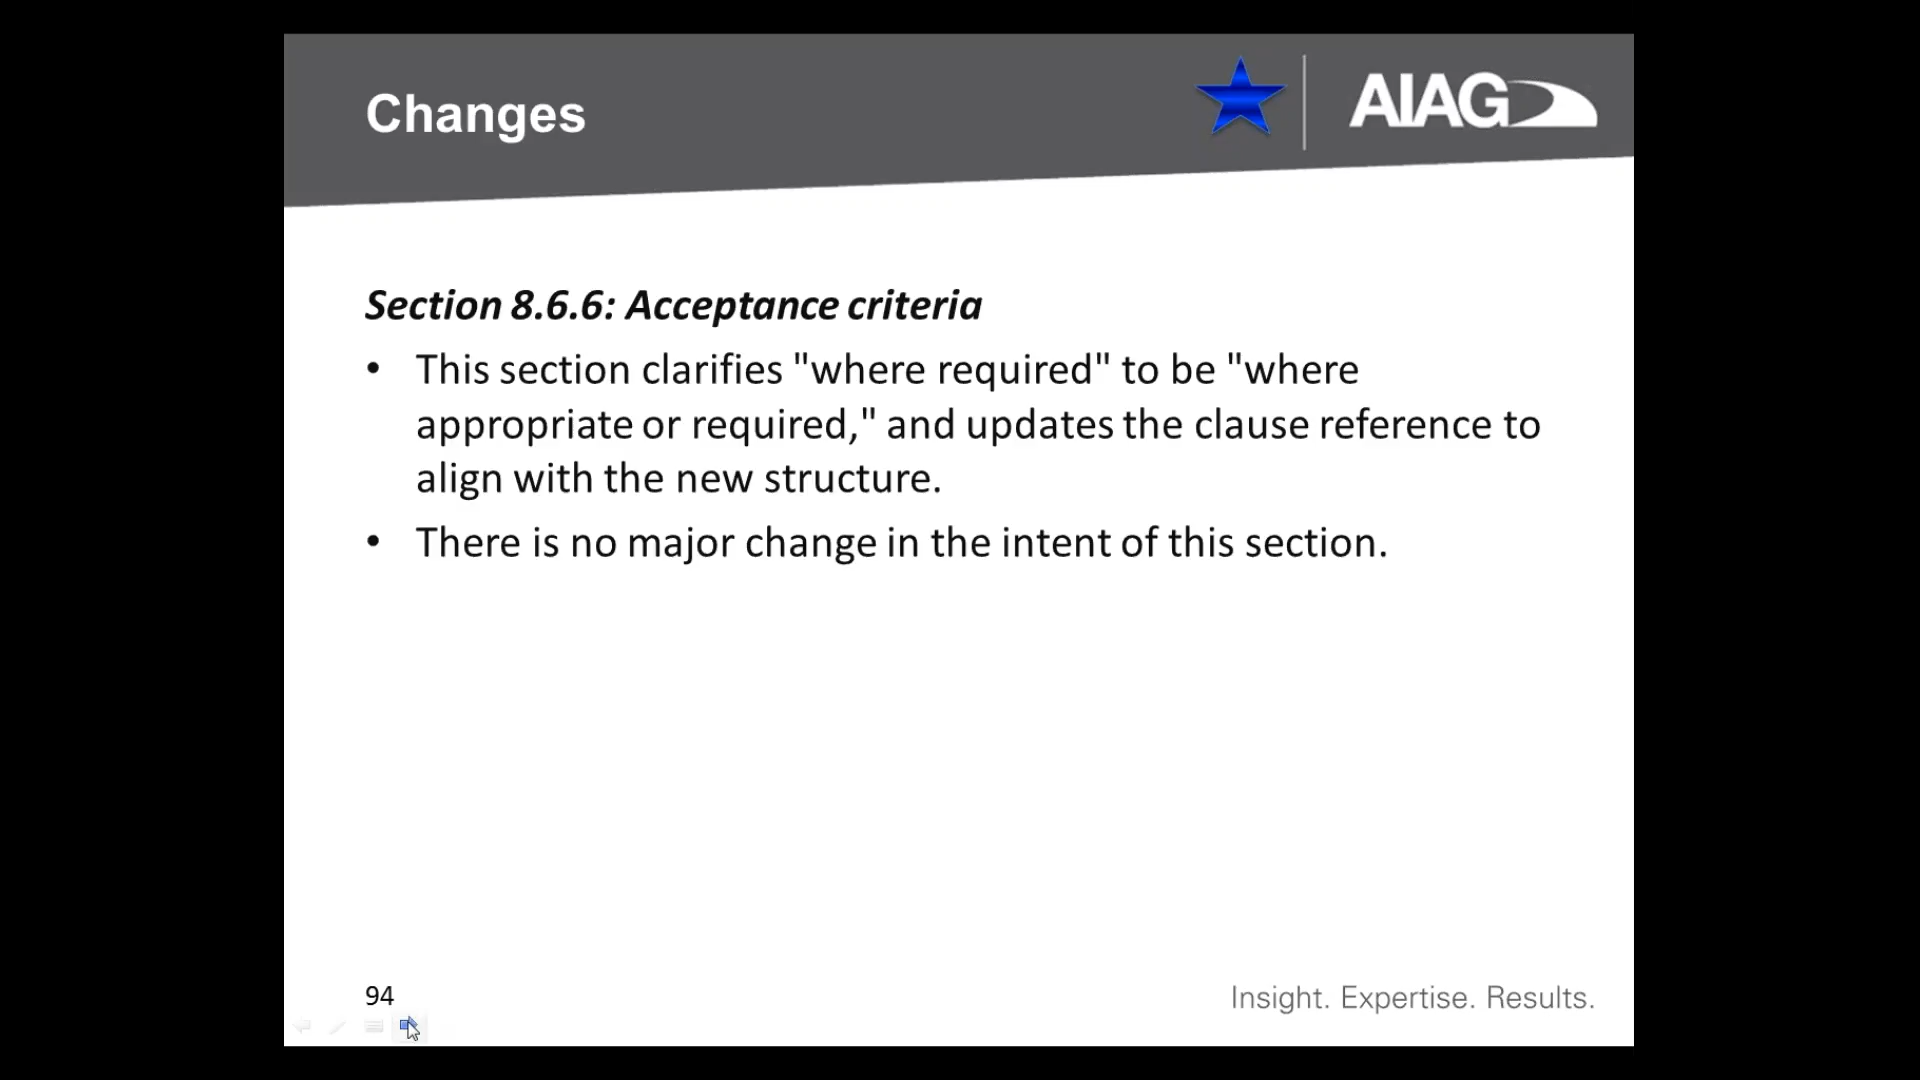 Changes
AIAG
Section 8.6.6: Acceptance criteria
• This section clarifies "where required" to be "where
appropriate or required," and updates the clause reference to
align with the new structure.
• There is no major change in the intent of this section.
94
Insight. Expertise. Results.